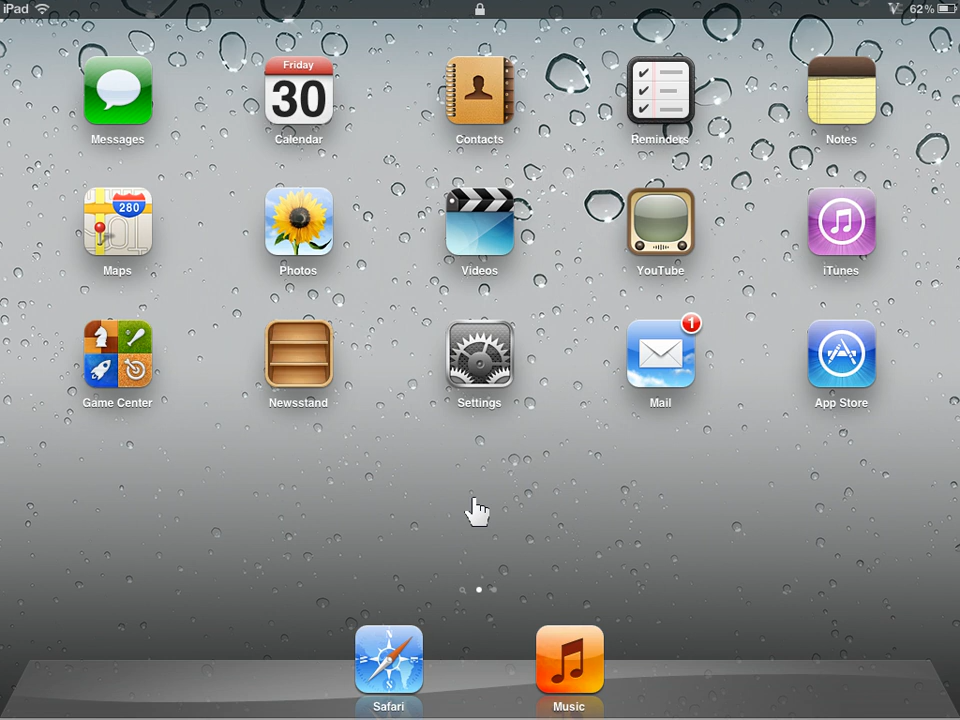 iPad 62%
Friday
30
Messages Calendar Contacts Reminders Notes
280
Maps Photos Videos YouTube iTunes
1
Game Center Newsstand Settings Mail App Store
N
S
Safari Music